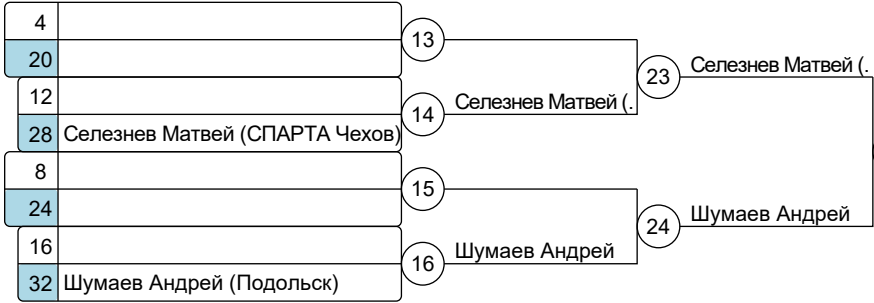 4
13
20
Селезнев Матвей (.
23
12
Селезнев Матвей (.
14
28 Селезнев Матвей (СПАРТА Чехов)
8
15
24
Шумаев Андрей
24
16
Шумаев Андрей
16
32 Шумаев Андрей (Подольск)